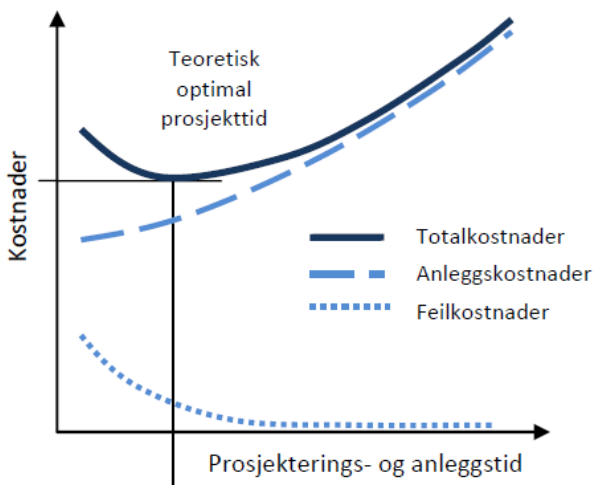 Teoretisk
optimal
prosjekttid
Kostnader
Totalkostnader
Anleggskostnader
Feilkostnader
Prosjekterings- og anleggstid